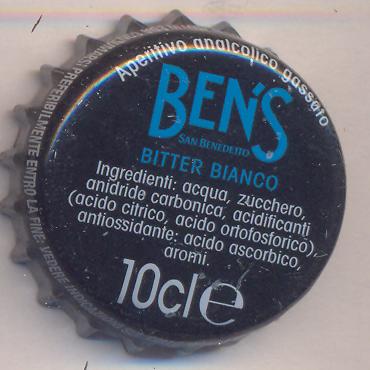 Aperitivo analcolico gassato
BEN'S
SAN BENEDETTO
BITTER BIANCO
Ingredienti: acqua, zucchero,
anidride carbonica, acidificanti
(acido citrico, acido ortofosforico)
antiossidante: acido ascorbico,
aromi.
10cl e
PREFERIBILMENTE ENTRO LA FINE: VEDERE